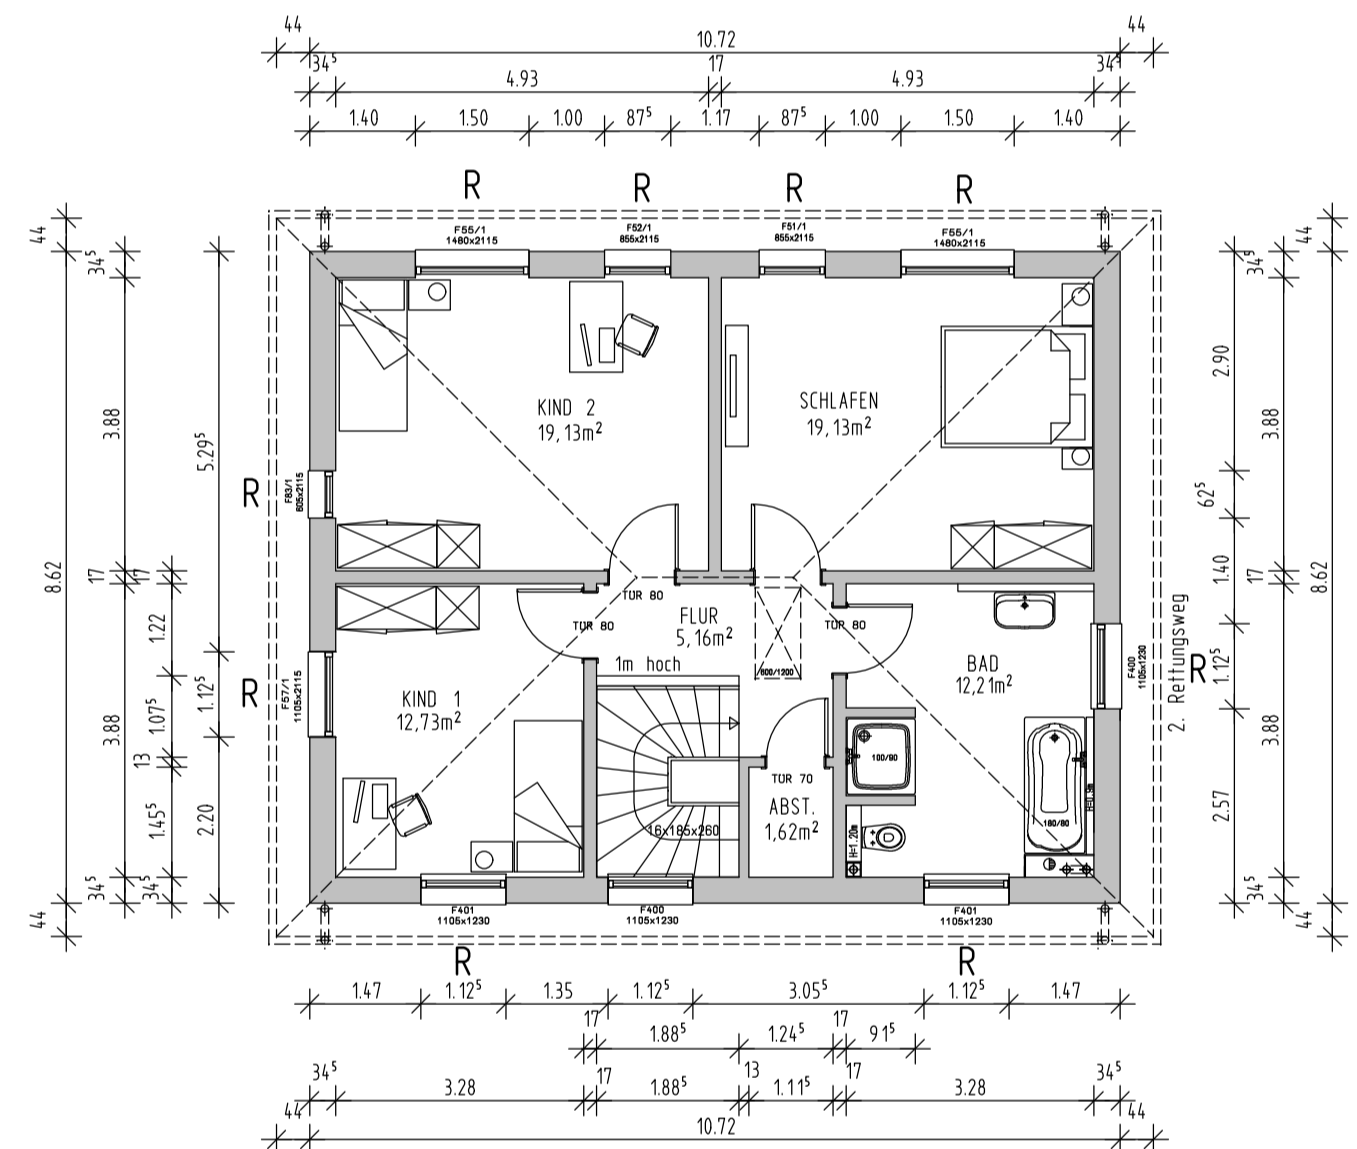 44
10.72
44
34⁵
4.93
17
4.93
34⁵
1.40
1.50
1.00
87⁵
1.17
87⁵
1.00
1.50
1.40
R
R
R
R
F55/1
1480x2115
F52/1
855x2115
F51/1
855x2115
F55/1
1480x2115
44
8.62
44
34⁵
3.88
17
3.88
34⁵
17
1.22
1.07⁵
13
1.45⁵
34⁵
5.29⁵
1.12⁵
2.20
R
F83/1
605x2115
R
F57/1
1105x2115
KIND 2
19,13m²
SCHLAFEN
19,13m²
TÜR 80
TÜR 80
FLUR
5,16m²
1m hoch
600/1200
TÜR 80
KIND 1
12,73m²
BAD
12,21m²
100/90
TÜR 70
ABST.
1,62m²
16x185x260
H=1.20m
180/80
F400
1105x1230
2. Rettungsweg
R
2.90
62⁵
1.40
1.12⁵
2.57
34⁵
3.88
17
3.88
34⁵
44
8.62
44
F401
1105x1230
F400
1105x1230
F401
1105x1230
R
R
1.47
1.12⁵
1.35
1.12⁵
3.05⁵
1.12⁵
1.47
17
1.88⁵
1.24⁵
17
91⁵
34⁵
3.28
17
1.88⁵
13
1.11⁵
17
3.28
34⁵
44
10.72
44